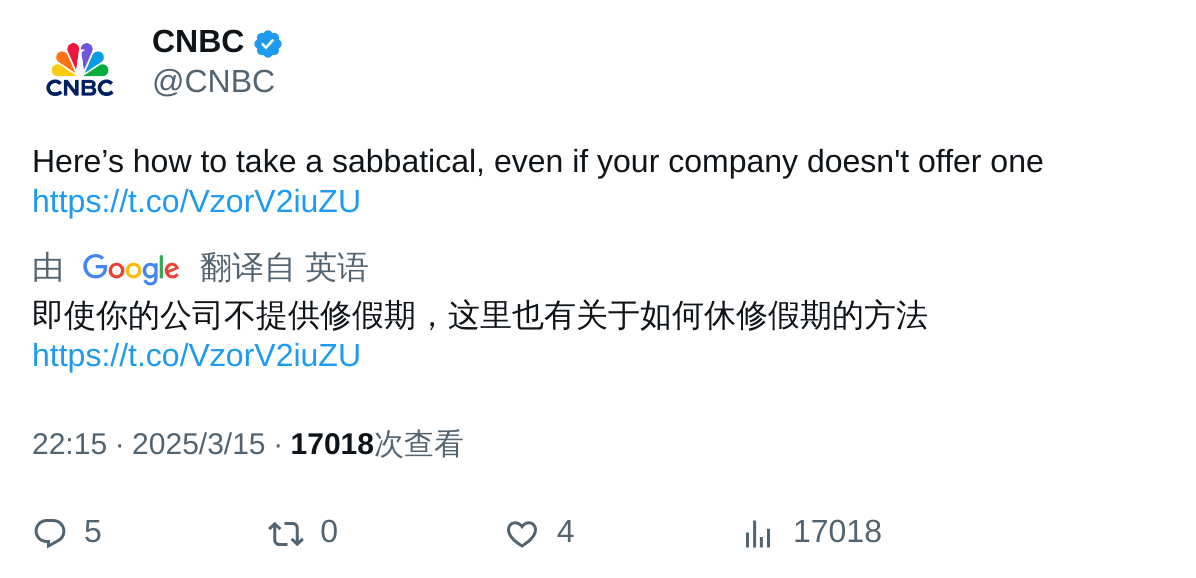 CNBC
@CNBC
CNBC
Here’s how to take a sabbatical, even if your company doesn't offer one
https://t.co/VzorV2iuZU
由 Google 翻译自 英语
即使你的公司不提供修假期，这里也有关于如何休修假期的方法
https://t.co/VzorV2iuZU
22:15 · 2025/3/15 · 17018次查看
5 0 4 17018